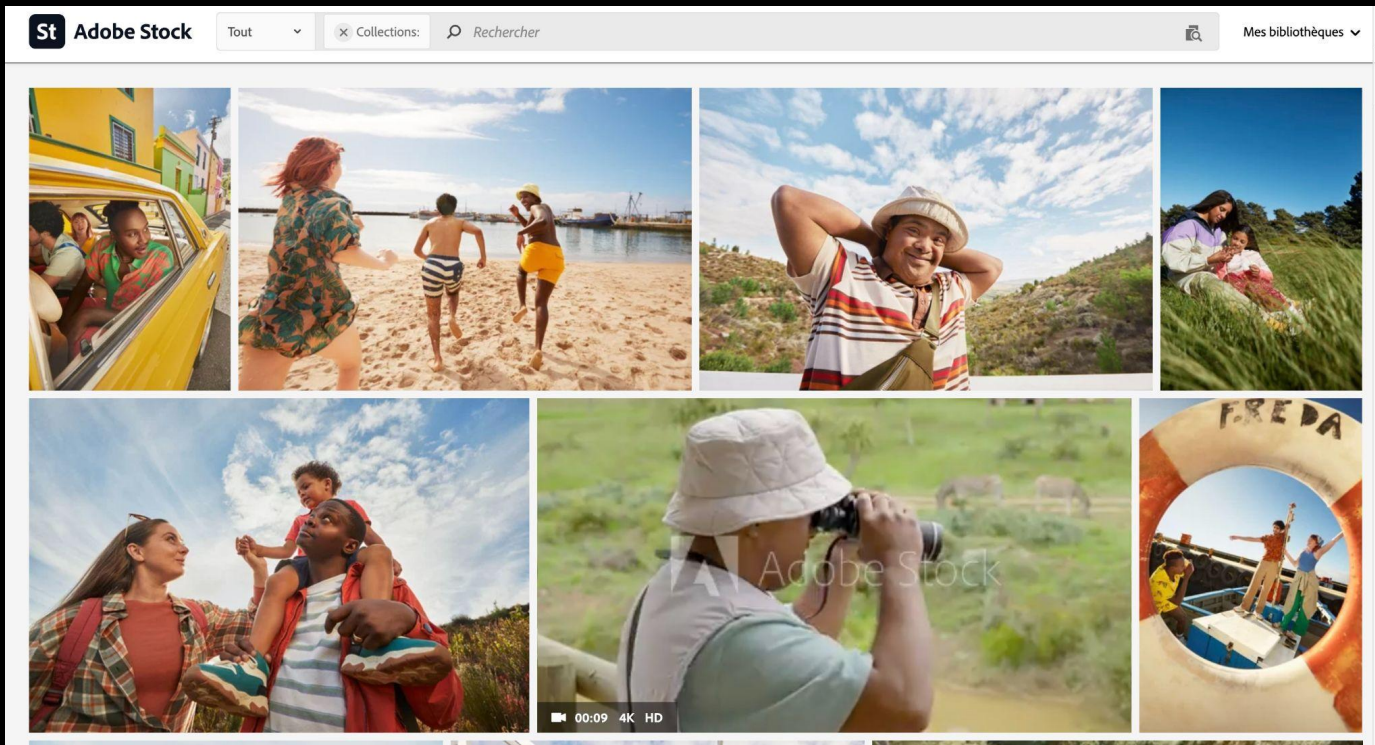 St Adobe Stock Tout Collections: Rechercher Mes bibliothèques
FREDA
Adobe Stock
00:09 4K HD